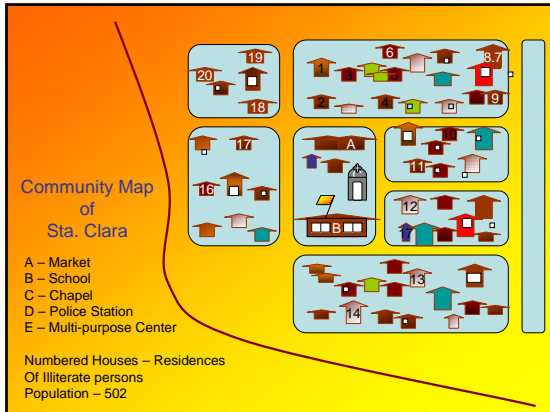 19
20
18
6
8.7
1
3
5
2
4
9
17
A
10
11
16
12
17
B
13
14
Community Map
of
Sta. Clara
A – Market
B – School
C – Chapel
D – Police Station
E – Multi-purpose Center
Numbered Houses – Residences
Of Illiterate persons
Population – 502